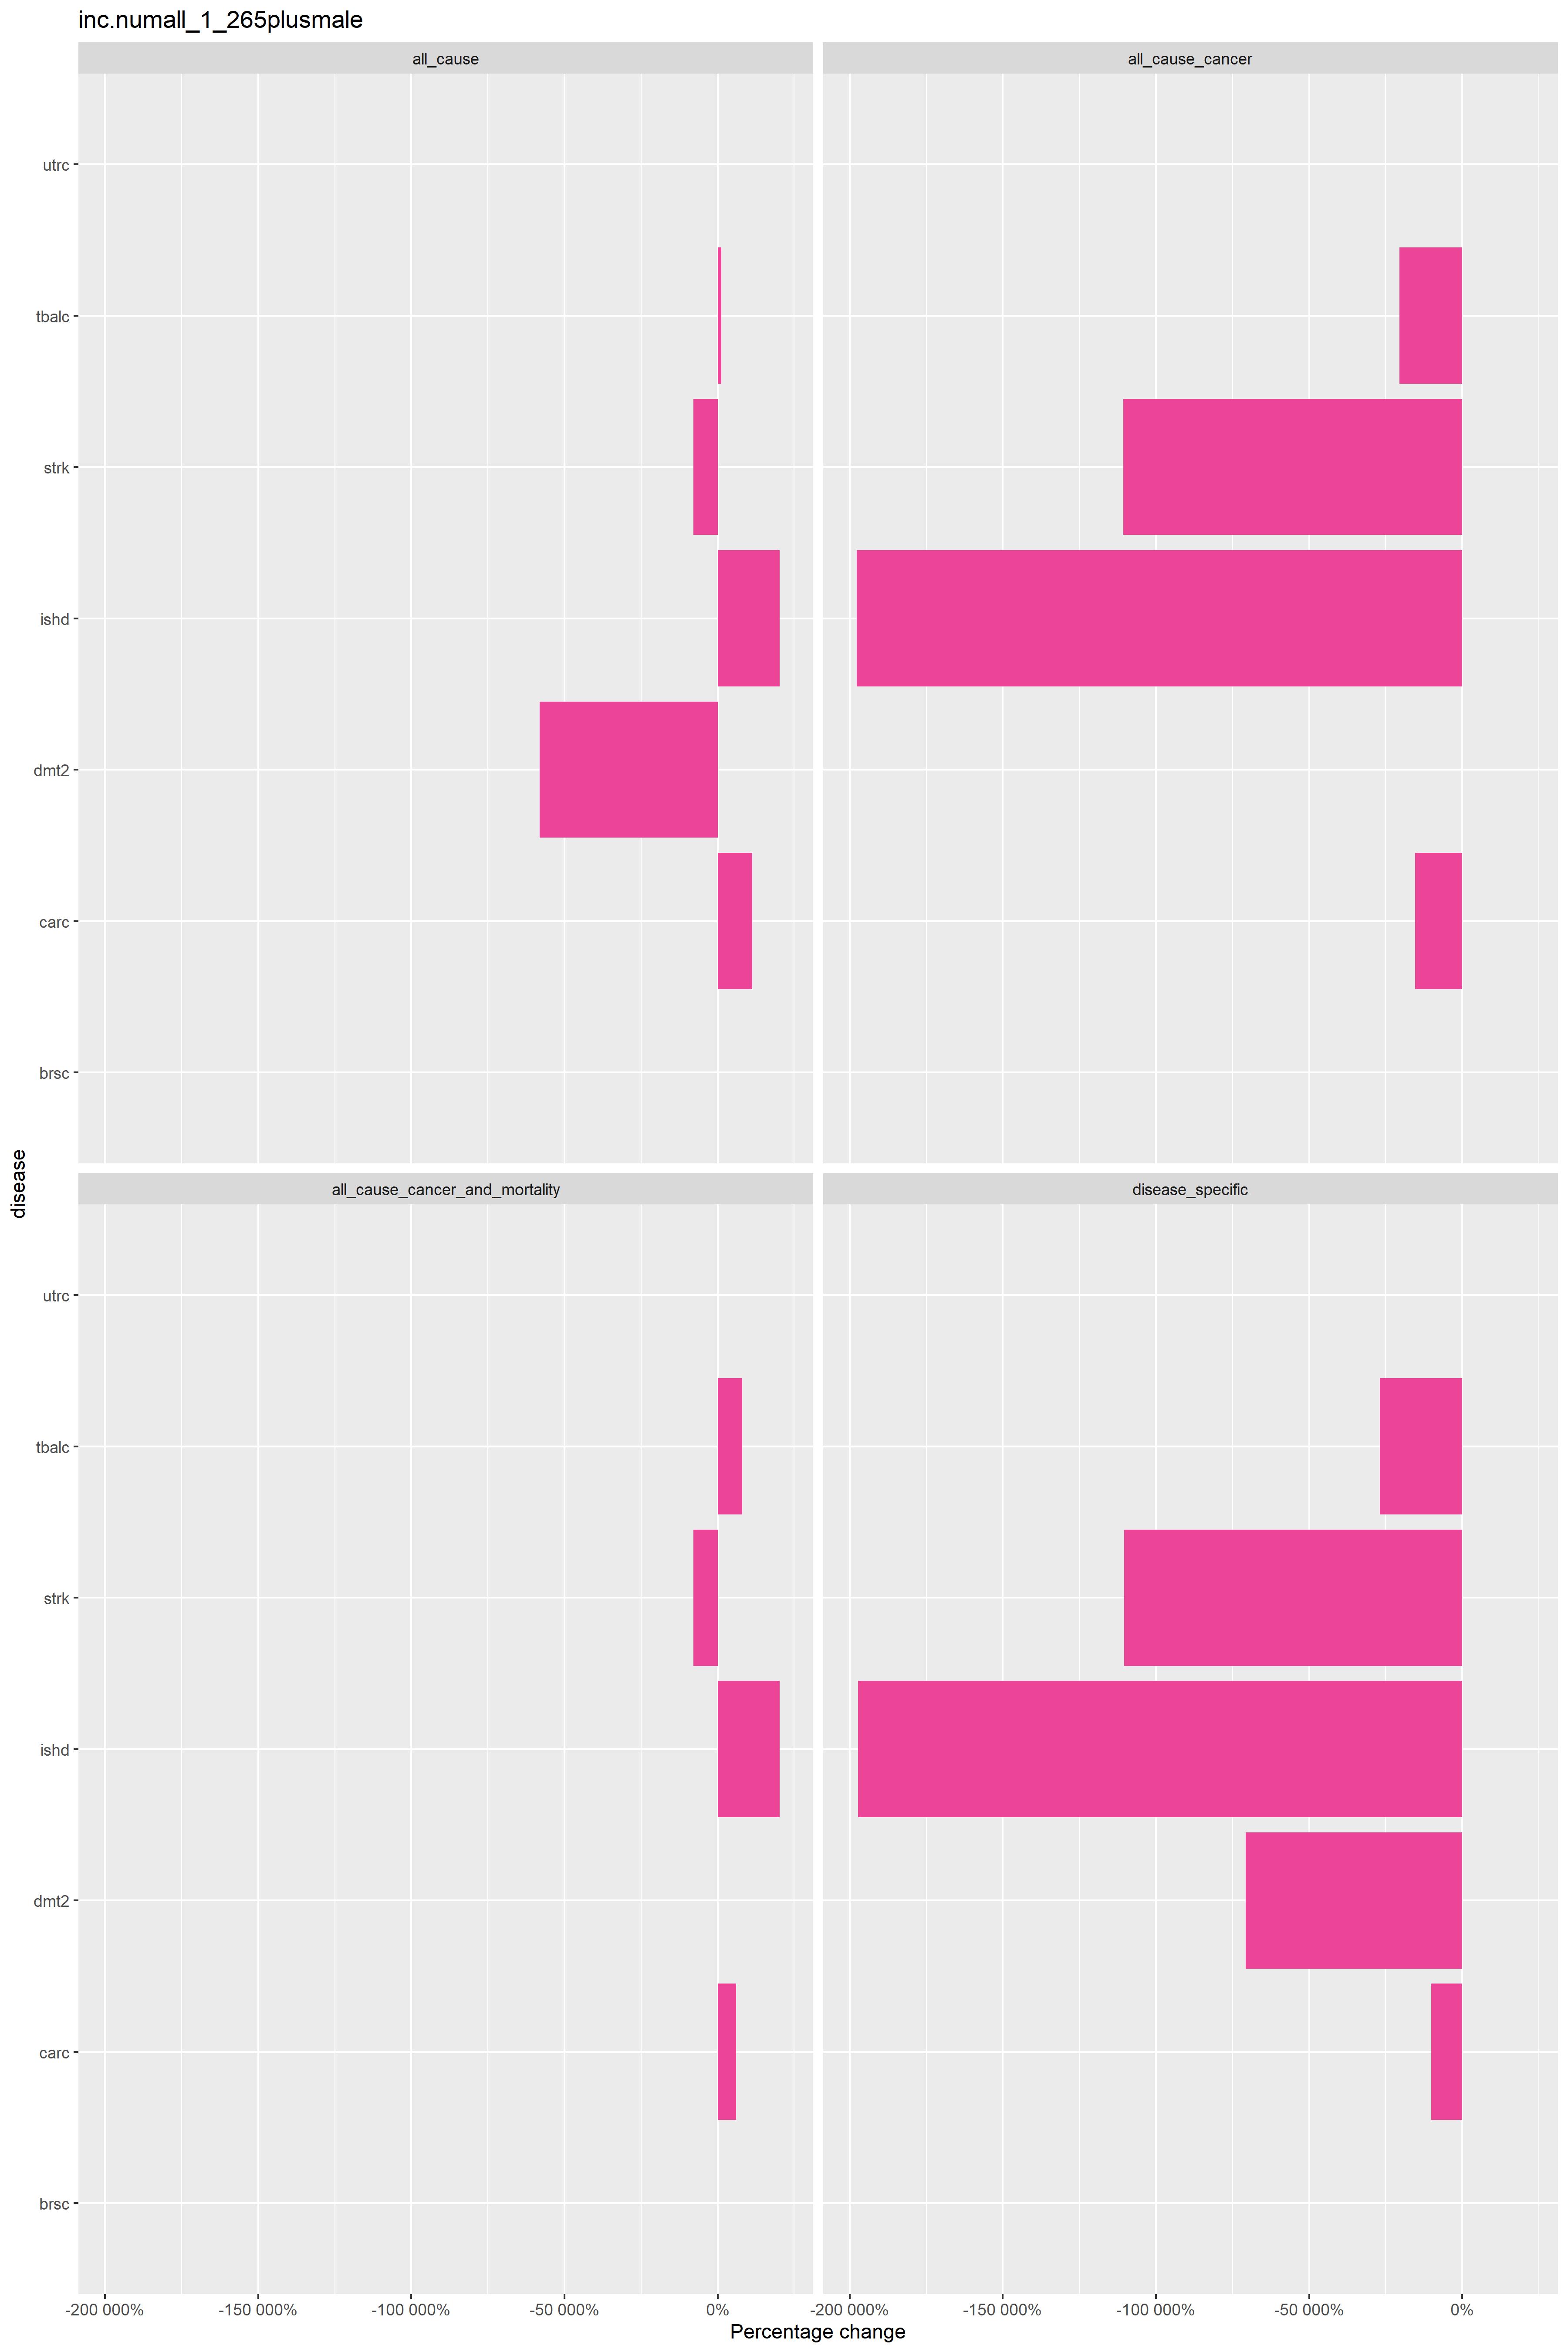 inc.numall_1_265plusmale
all_cause
all_cause_cancer
utrc
tbalc
strk
ishd
dmt2
carc
brsc
disease
all_cause_cancer_and_mortality
disease_specific
utrc
tbalc
strk
ishd
dmt2
carc
brsc
-200 000% -150 000% -100 000% -50 000% 0% -200 000% -150 000% -100 000% -50 000% 0%
Percentage change